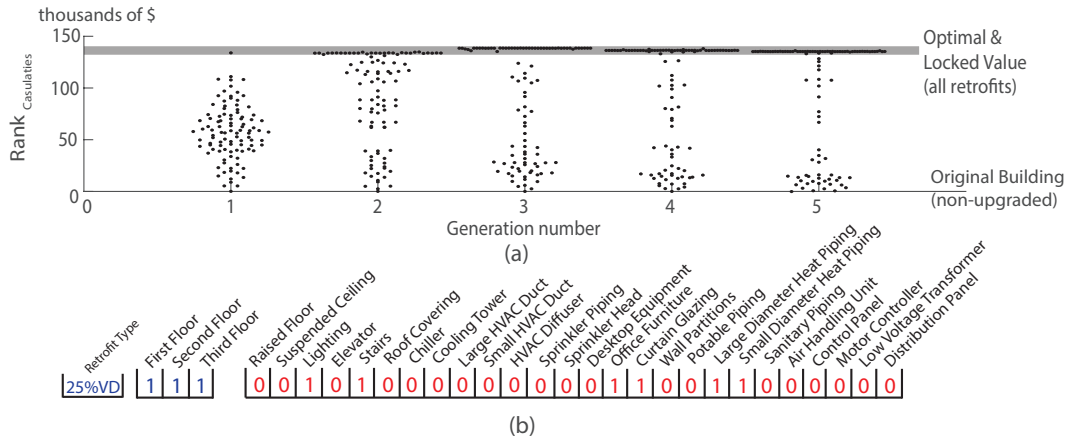 thousands of $
150
100
50
0
Rank Casulaties
Optimal &
Locked Value
(all retrofits)
Original Building
(non-upgraded)
0 1 2 3 4 5
Generation number
(a)
Retrofit Type
First Floor
Second Floor
Third Floor
Raised Floor
Suspended Ceiling
Lighting
Elevator
Stairs
Roof Covering
Chiller
Cooling Tower
Large HVAC Duct
Small HVAC Duct
HVAC Diffuser
Sprinkler Piping
Sprinkler Head
Desktop Equipment
Office Furniture
Curtain Glazing
Wall Partitions
Potable Piping
Large Diameter Heat Piping
Small Diameter Heat Piping
Sanitary Piping
Air Handling Unit
Control Panel
Motor Controller
Low Voltage Transformer
Distribution Panel
25%VD 1 1 1 0 0 1 0 1 0 0 0 0 0 0 0 0 0 1 1 0 0 1 1 0 0 0 0 0 0
(b)